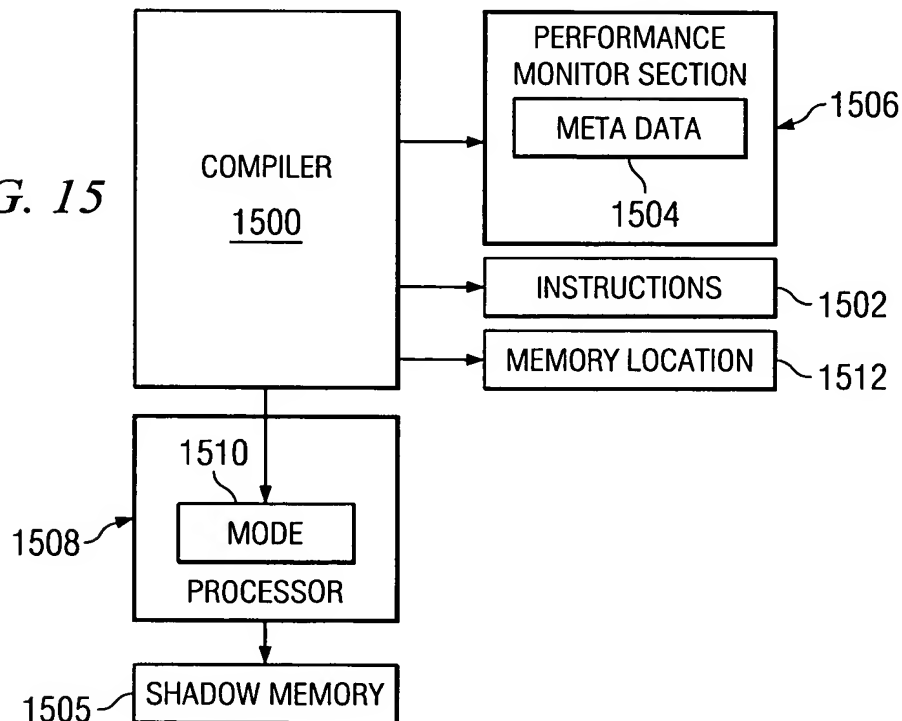 PERFORMANCE
MONITOR SECTION
META DATA
1504
1506
G. 15
COMPILER
1500
INSTRUCTIONS
1502
MEMORY LOCATION
1512
1510
MODE
1508
PROCESSOR
SHADOW MEMORY
1505